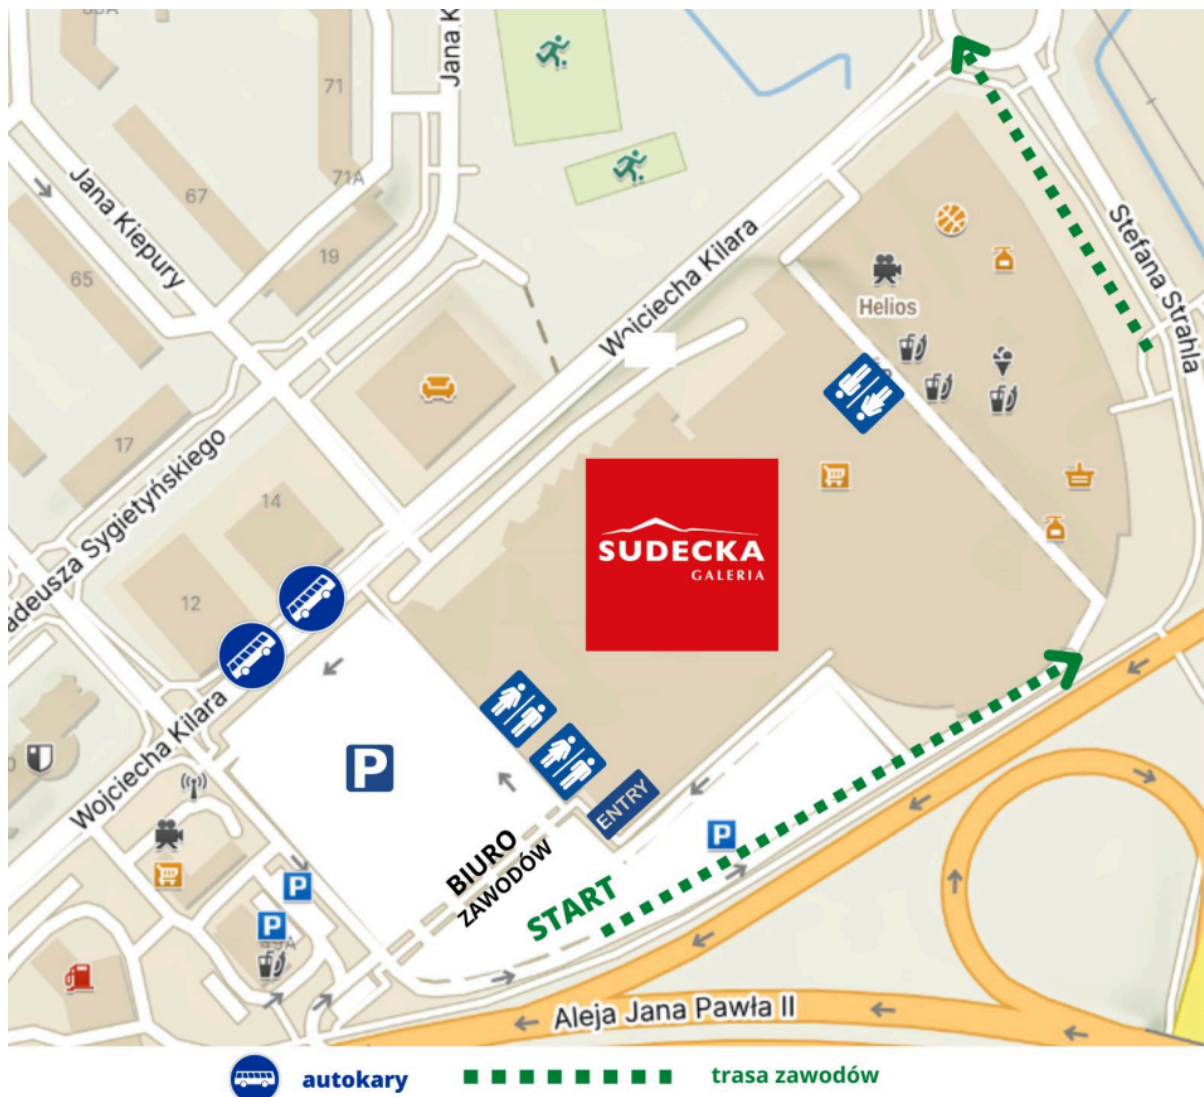 Jana K
71
71A
67
Jana Kiepury
19
65
Stefana Strahla
Wojciecha Kilara
Helios
17
adeusza Sygietyńskiego
14
SUDECKA
GALERIA
12
Wojciecha Kilara
P
ENTRY
P
BIURO
ZAWODÓW
START
P
P
49A
Aleja Jana Pawła II
autokary
trasa zawodów